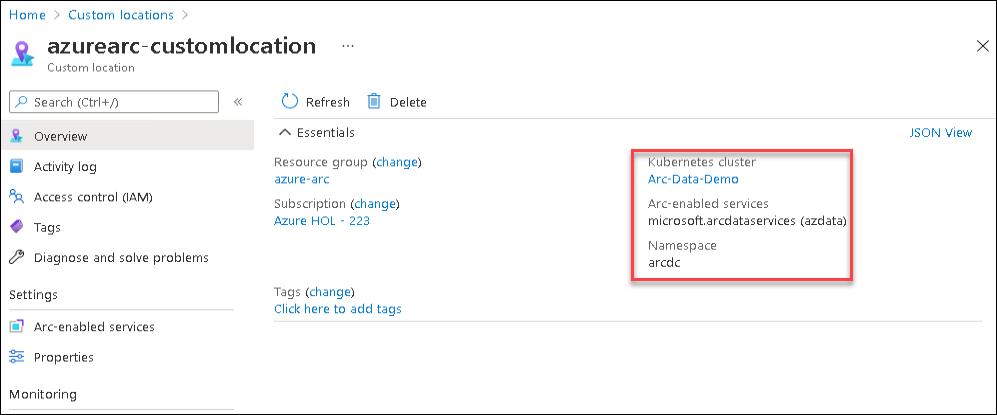 Home > Custom locations >
azurearc-customlocation ...
Custom location
Search (Ctrl+/)
«
Overview
Activity log
Access control (IAM)
Tags
Diagnose and solve problems
Settings
Arc-enabled services
Properties
Monitoring
Refresh
Delete
Essentials
JSON View
Resource group (change)
azure-arc
Subscription (change)
Azure HOL - 223
Kubernetes cluster
Arc-Data-Demo
Arc-enabled services
microsoft.arcdataservices (azdata)
Namespace
arcdc
Tags (change)
Click here to add tags